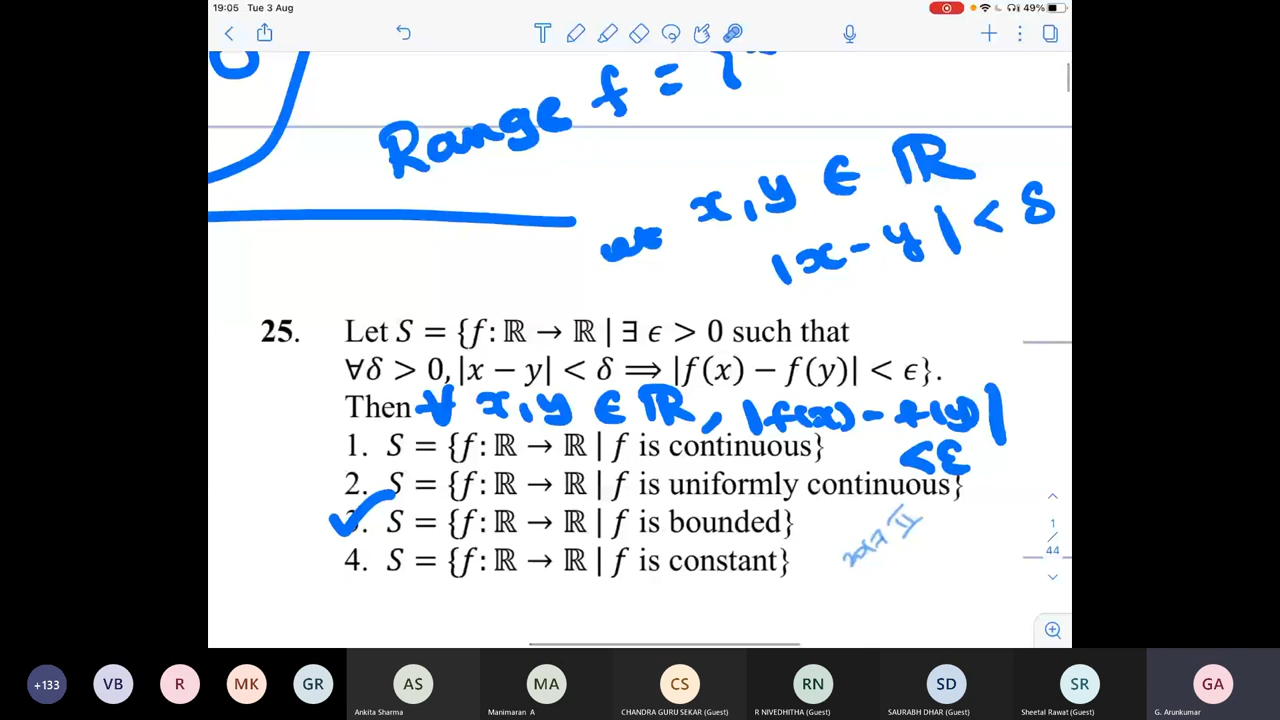 19:05 Tue 3 Aug
49%
Range f =
x, y ∈ ℝ
|x - y| < δ
25. Let S = {f: ℝ → ℝ | ∃ ϵ > 0 such that
∀δ > 0, |x − y| < δ ⟹ |f(x) − f(y)| < ϵ}.
Then ∀ x, y ∈ ℝ, |f(x) - f(y)|
< ε
1. S = {f: ℝ → ℝ | f is continuous}
2. S = {f: ℝ → ℝ | f is uniformly continuous}
3. S = {f: ℝ → ℝ | f is bounded}
2017 II
4. S = {f: ℝ → ℝ | f is constant}
1
/
44
+133 VB R MK GR AS MA CS RN SD SR GA
Ankita Sharma Manimaran A CHANDRA GURU SEKAR (Guest) R NIVEDHITHA (Guest) SAURABH DHAR (Guest) Sheetal Rawat (Guest) G. Arunkumar